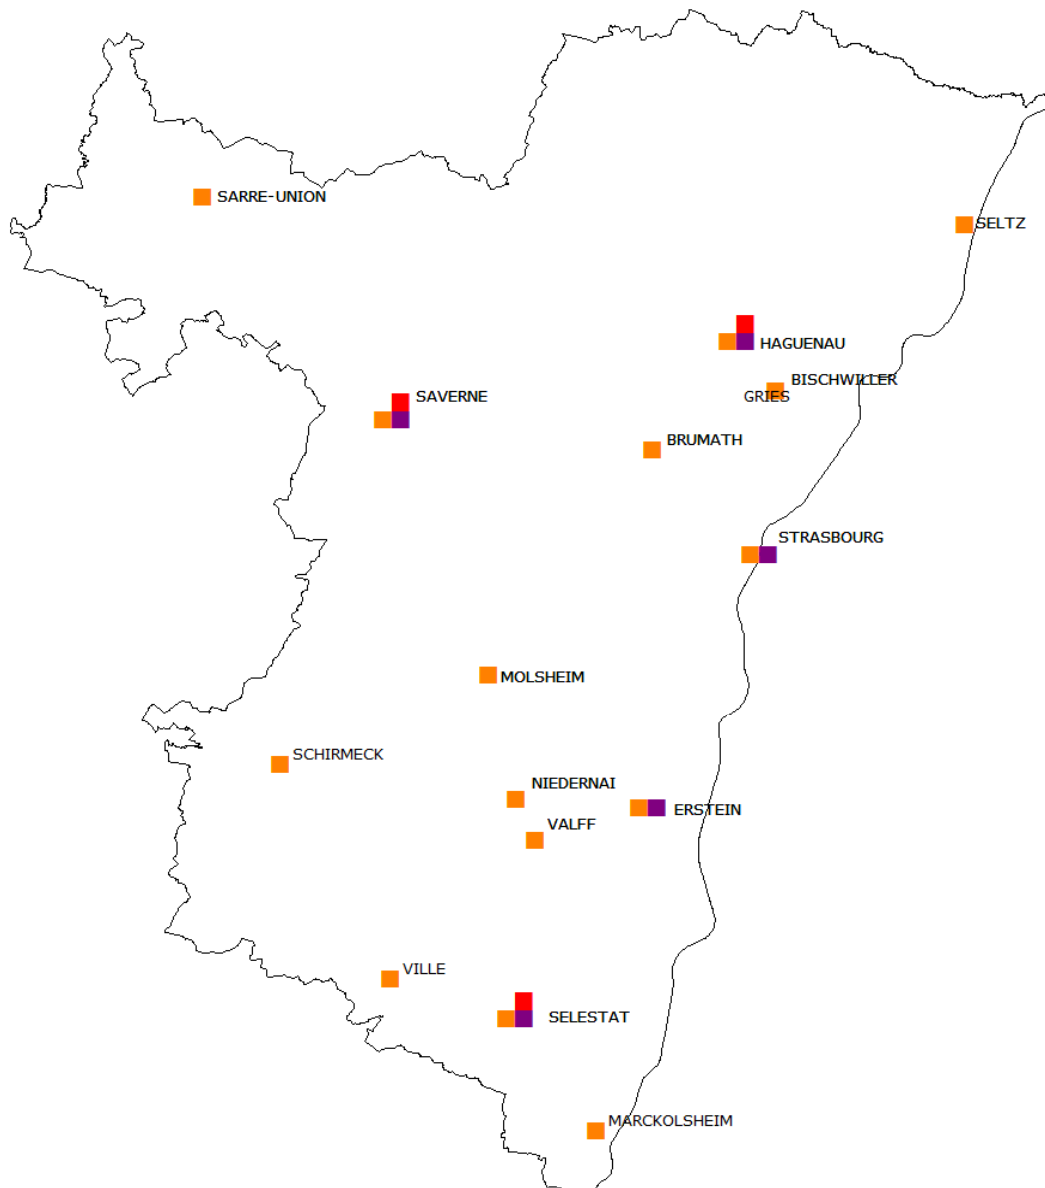 SARRE-UNION
SELTZ
HAGUENAU
BISCHWILLER
GRIES
SAVERNE
BRUMATH
STRASBOURG
MOLSHEIM
SCHIRMECK
NIEDERNAI
ERSTEIN
VALFF
VILLE
SELESTAT
MARCKOLSHEIM